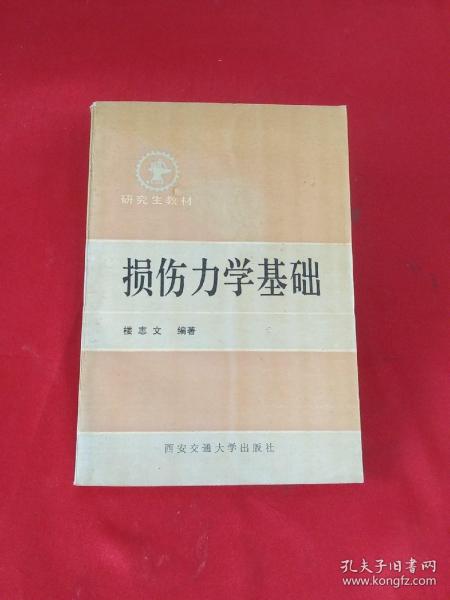 研究生教材
损伤力学基础
楼志文 编著
西安交通大学出版社
孔夫子旧书网
www.kongfz.com